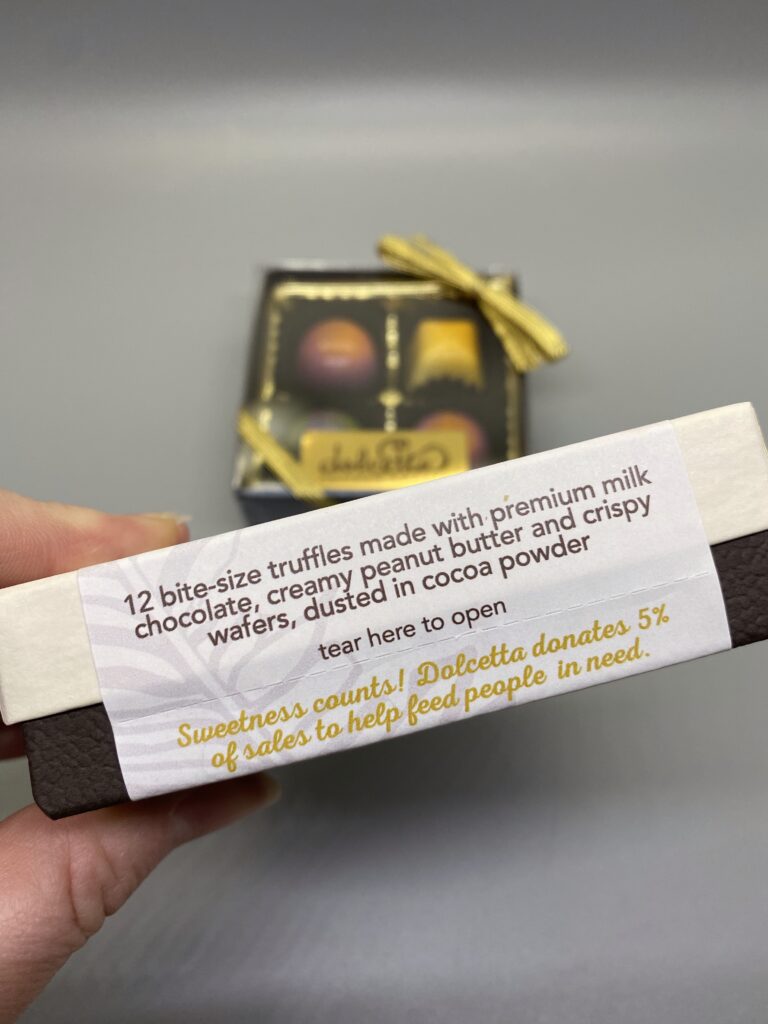 12 bite-size truffles made with premium milk
chocolate, creamy peanut butter and crispy
wafers, dusted in cocoa powder
tear here to open
Sweetness counts! Dolcetta donates 5%
of sales to help feed people in need.